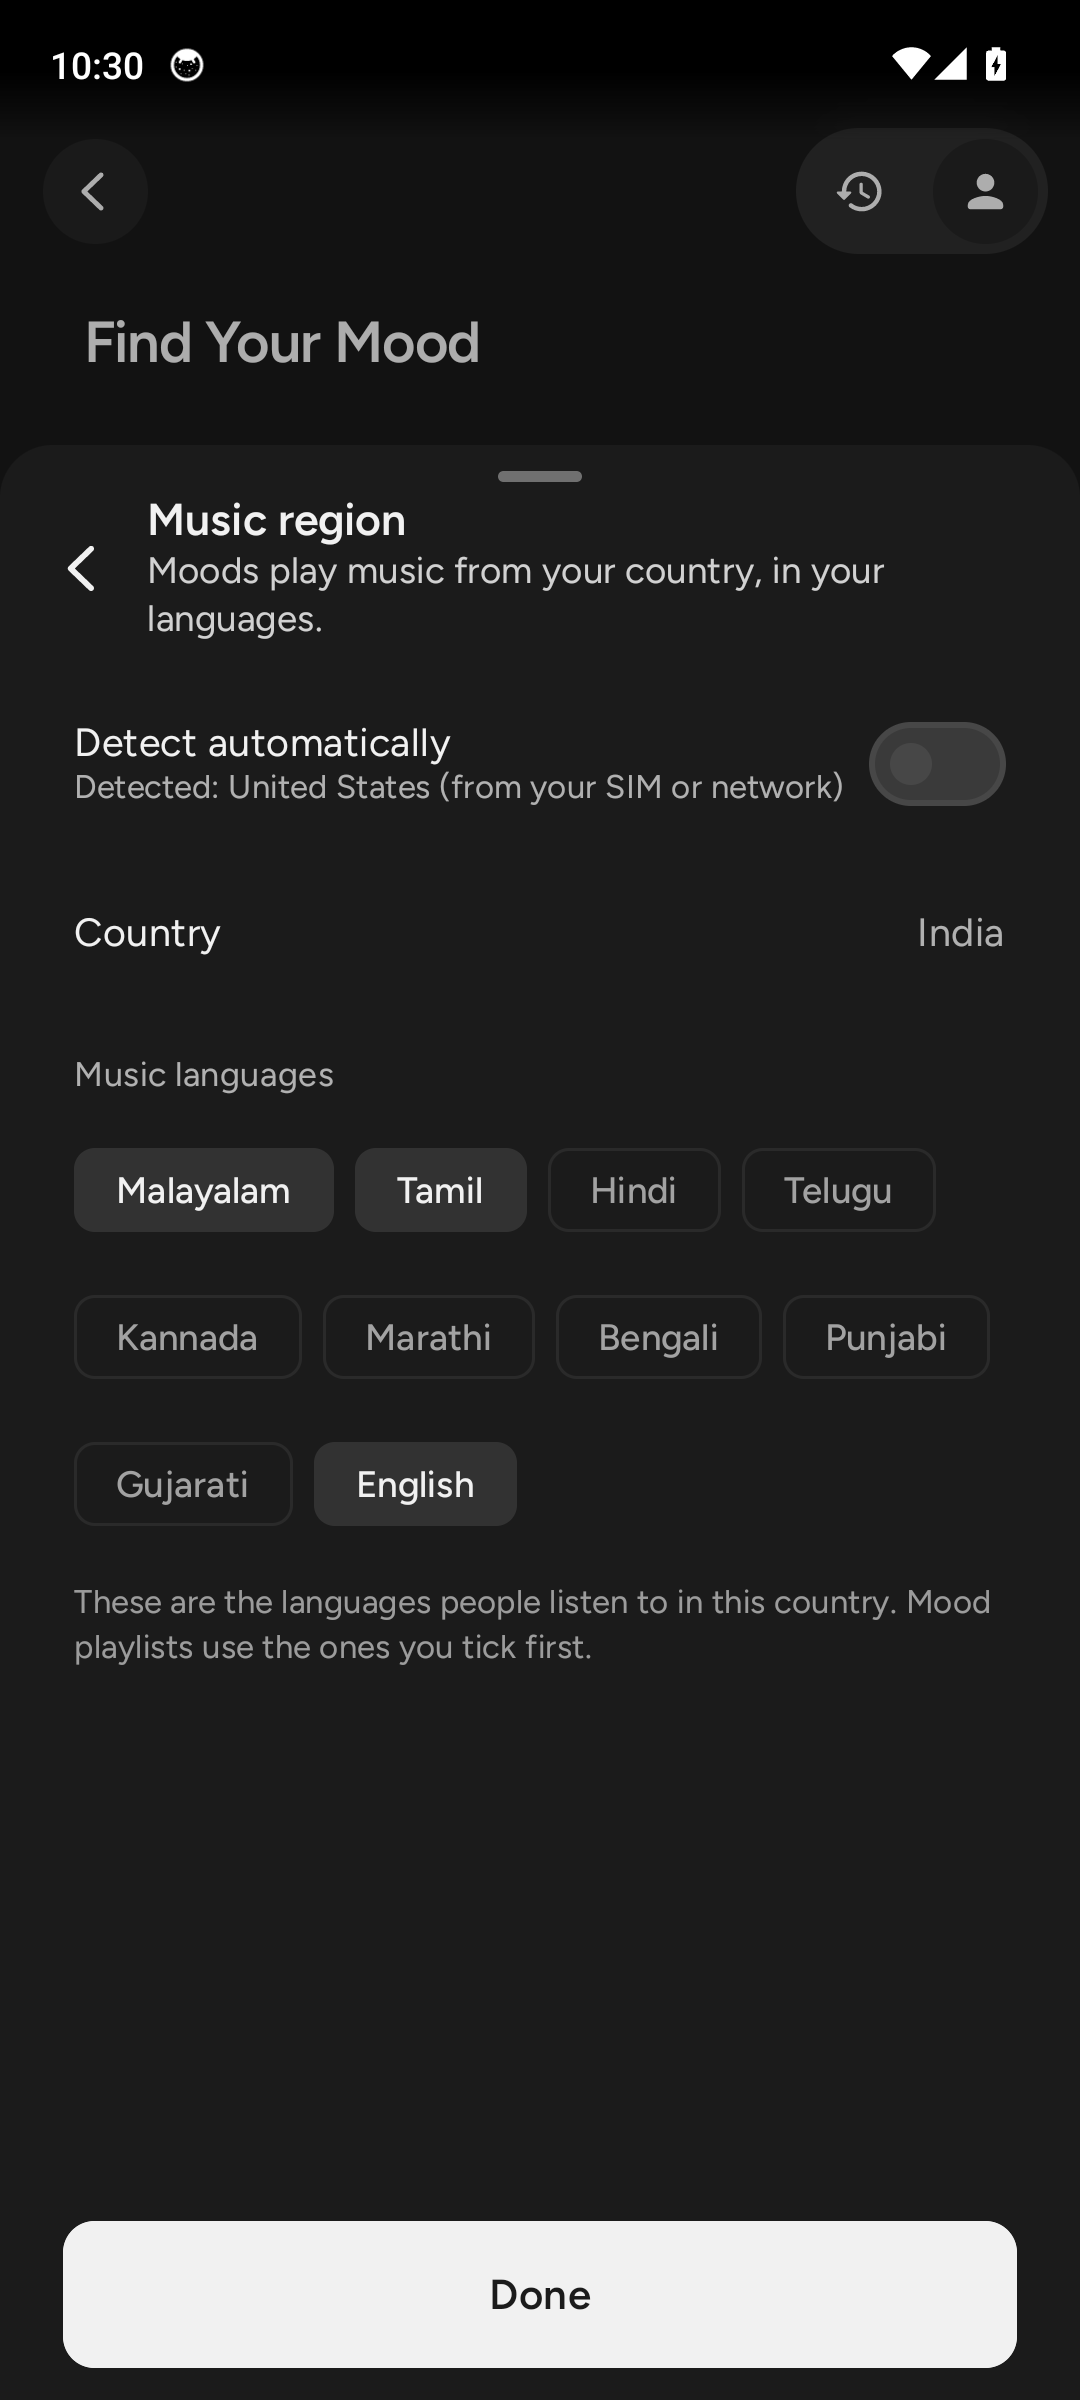 10:30
Find Your Mood
Music region
Moods play music from your country, in your
languages.
Detect automatically
Detected: United States (from your SIM or network)
Country
India
Music languages
Malayalam
Tamil
Hindi
Telugu
Kannada
Marathi
Bengali
Punjabi
Gujarati
English
These are the languages people listen to in this country. Mood
playlists use the ones you tick first.
Done